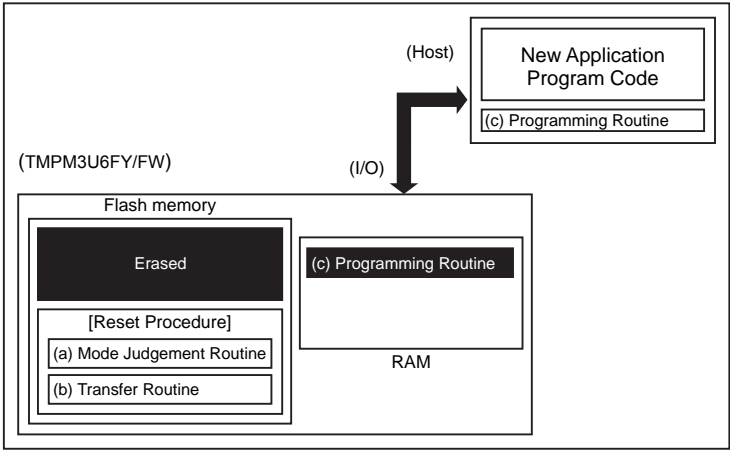 (Host)
New Application
Program Code
(c) Programming Routine
(TMPM3U6FY/FW)
(I/O)
Flash memory
Erased
(c) Programming Routine
[Reset Procedure]
(a) Mode Judgement Routine
(b) Transfer Routine
RAM